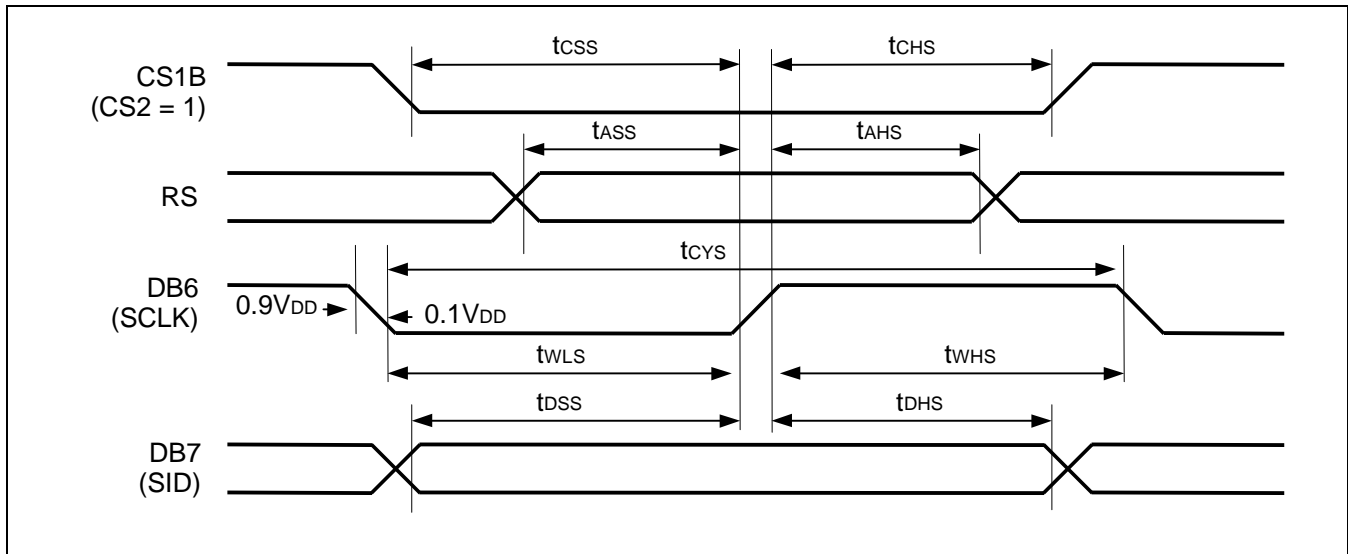 tCSS
tCHS
CS1B
(CS2 = 1)
tASS
tAHS
RS
tCYS
DB6
(SCLK)
0.9VDD
0.1VDD
tWLS
tWHS
tDSS
tDHS
DB7
(SID)